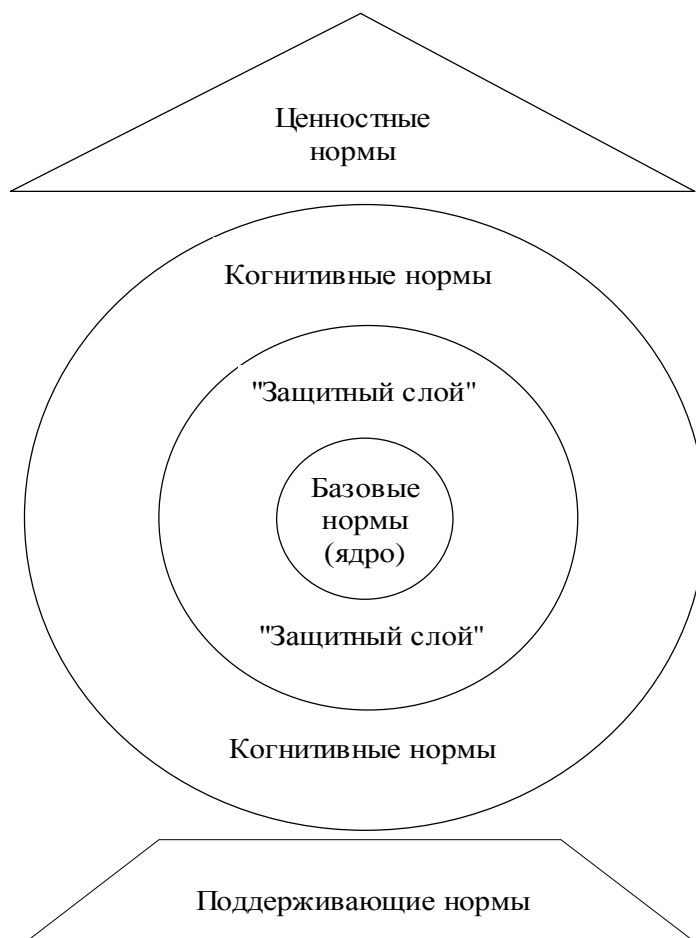 Ценностные
нормы
Когнитивные нормы
"Защитный слой"
Базовые
нормы
(ядро)
"Защитный слой"
Когнитивные нормы
Поддерживающие нормы